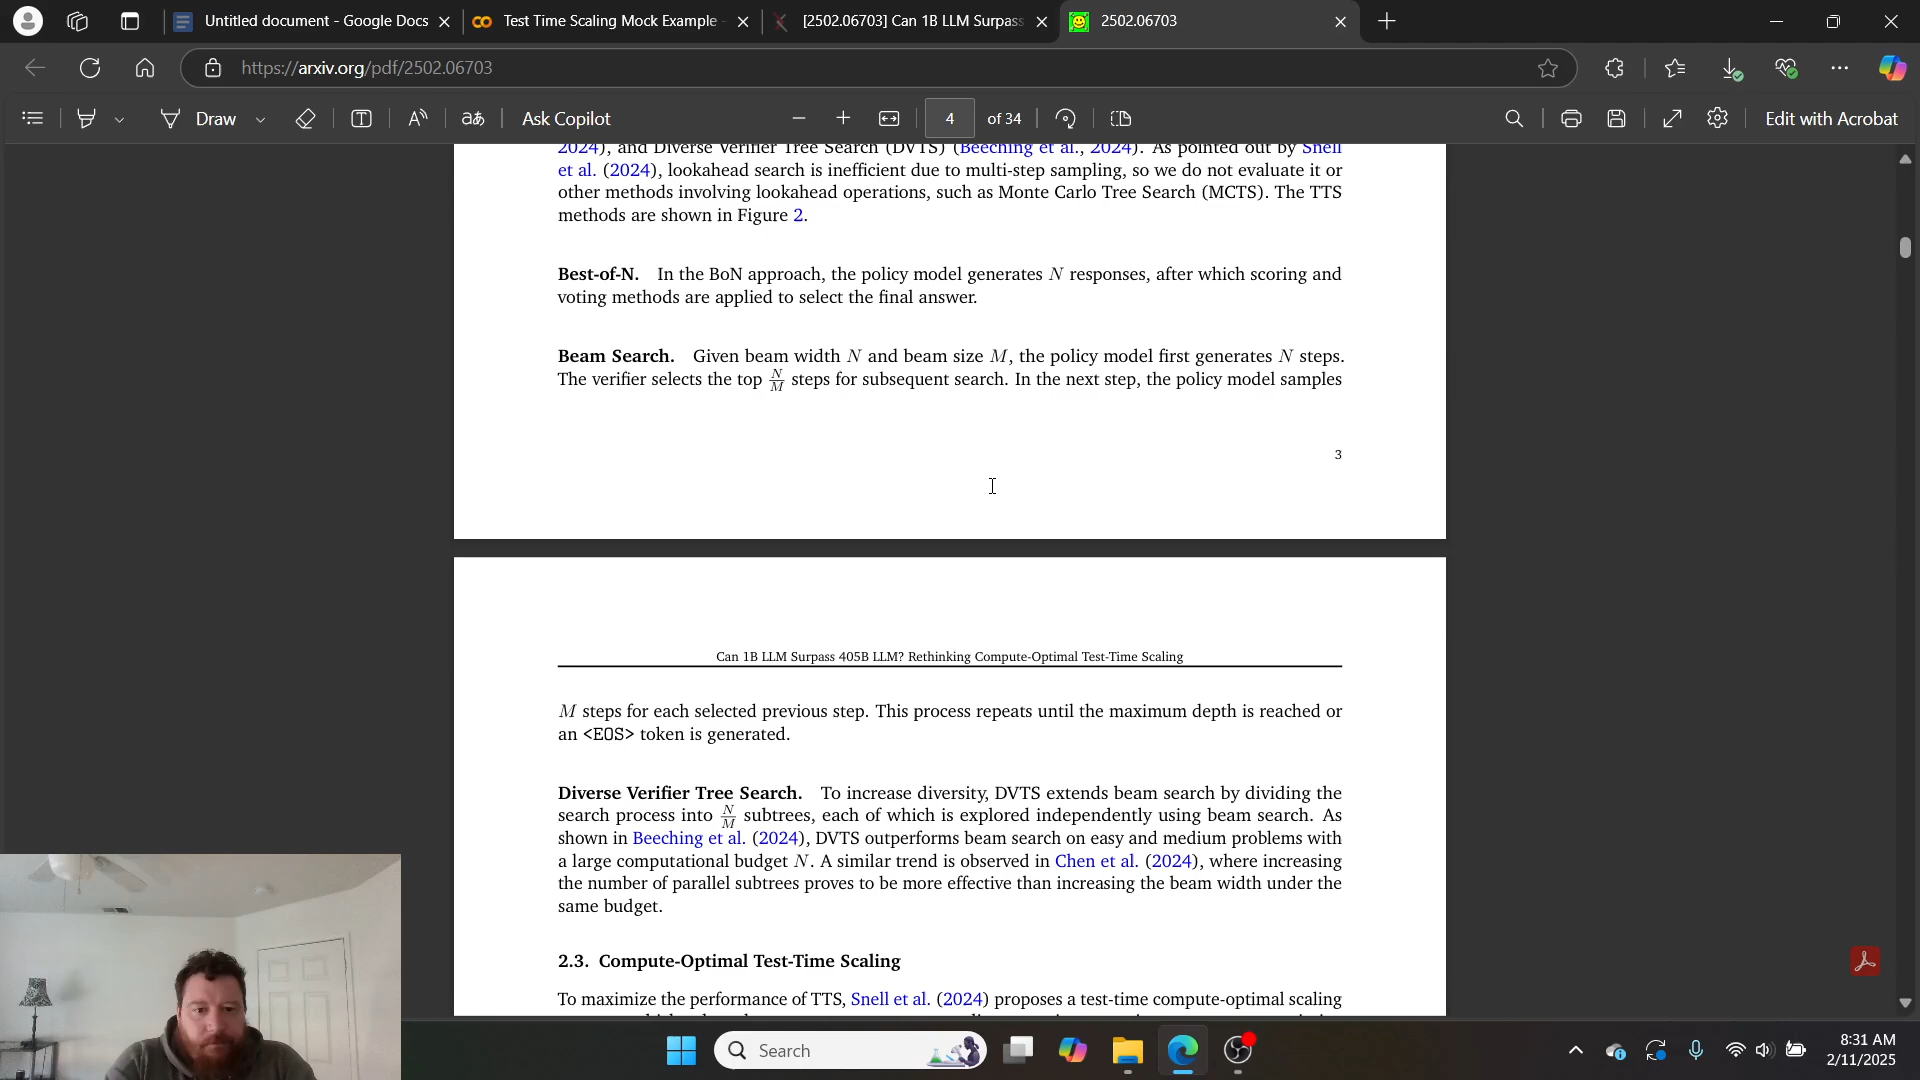 Untitled document - Google Docs
Test Time Scaling Mock Example -
[2502.06703] Can 1B LLM Surpass
2502.06703
https://arxiv.org/pdf/2502.06703
Draw
aあ
Ask Copilot
4 of 34
Edit with Acrobat
2024), and Diverse Verifier Tree Search (DVTS) (Beeching et al., 2024). As pointed out by Snell
et al. (2024), lookahead search is inefficient due to multi-step sampling, so we do not evaluate it or
other methods involving lookahead operations, such as Monte Carlo Tree Search (MCTS). The TTS
methods are shown in Figure 2.
Best-of-N. In the BoN approach, the policy model generates N responses, after which scoring and
voting methods are applied to select the final answer.
Beam Search. Given beam width N and beam size M, the policy model first generates N steps.
The verifier selects the top N/M steps for subsequent search. In the next step, the policy model samples
3
Can 1B LLM Surpass 405B LLM? Rethinking Compute-Optimal Test-Time Scaling
M steps for each selected previous step. This process repeats until the maximum depth is reached or
an <EOS> token is generated.
Diverse Verifier Tree Search. To increase diversity, DVTS extends beam search by dividing the
search process into N/M subtrees, each of which is explored independently using beam search. As
shown in Beeching et al. (2024), DVTS outperforms beam search on easy and medium problems with
a large computational budget N. A similar trend is observed in Chen et al. (2024), where increasing
the number of parallel subtrees proves to be more effective than increasing the beam width under the
same budget.
2.3. Compute-Optimal Test-Time Scaling
To maximize the performance of TTS, Snell et al. (2024) proposes a test-time compute-optimal scaling
Search
8:31 AM
2/11/2025